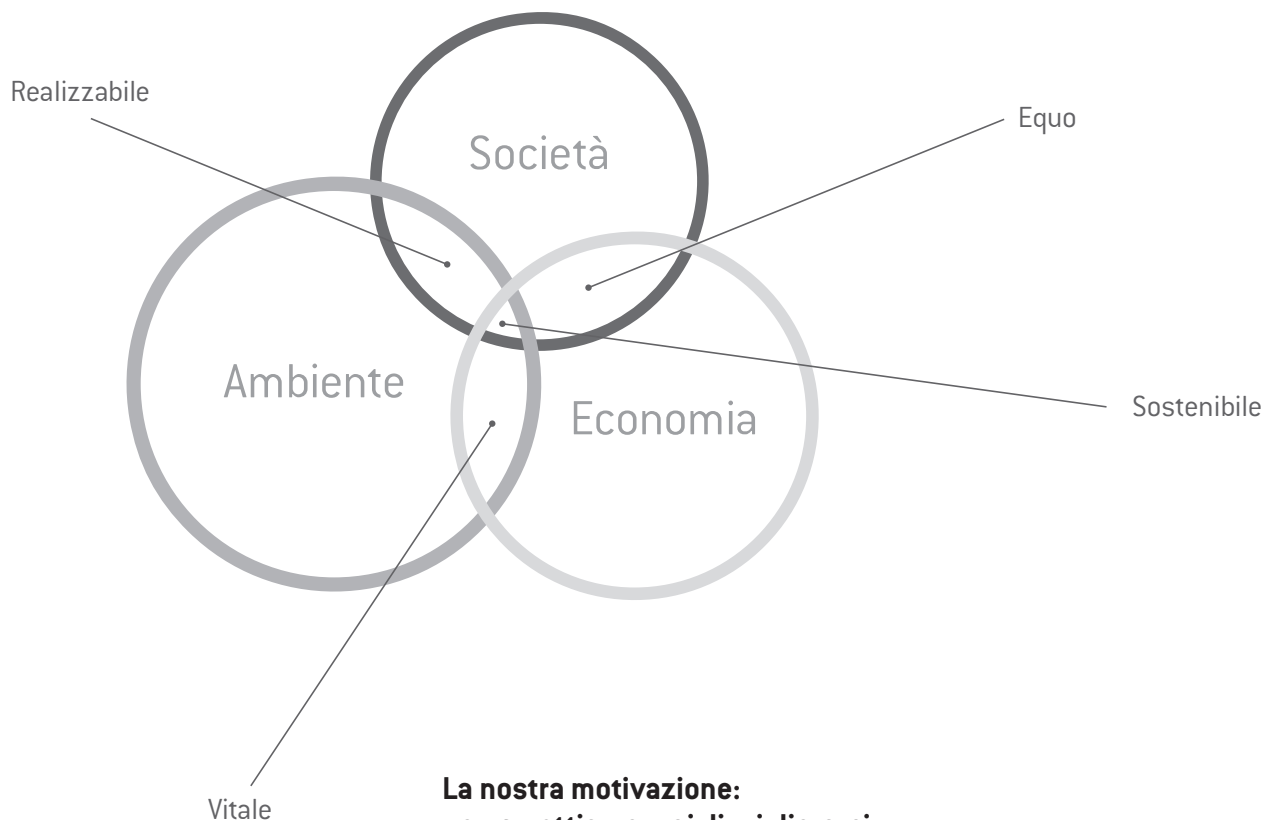 Realizzabile
Equo
Società
Ambiente
Economia
Sostenibile
Vitale
La nostra motivazione: